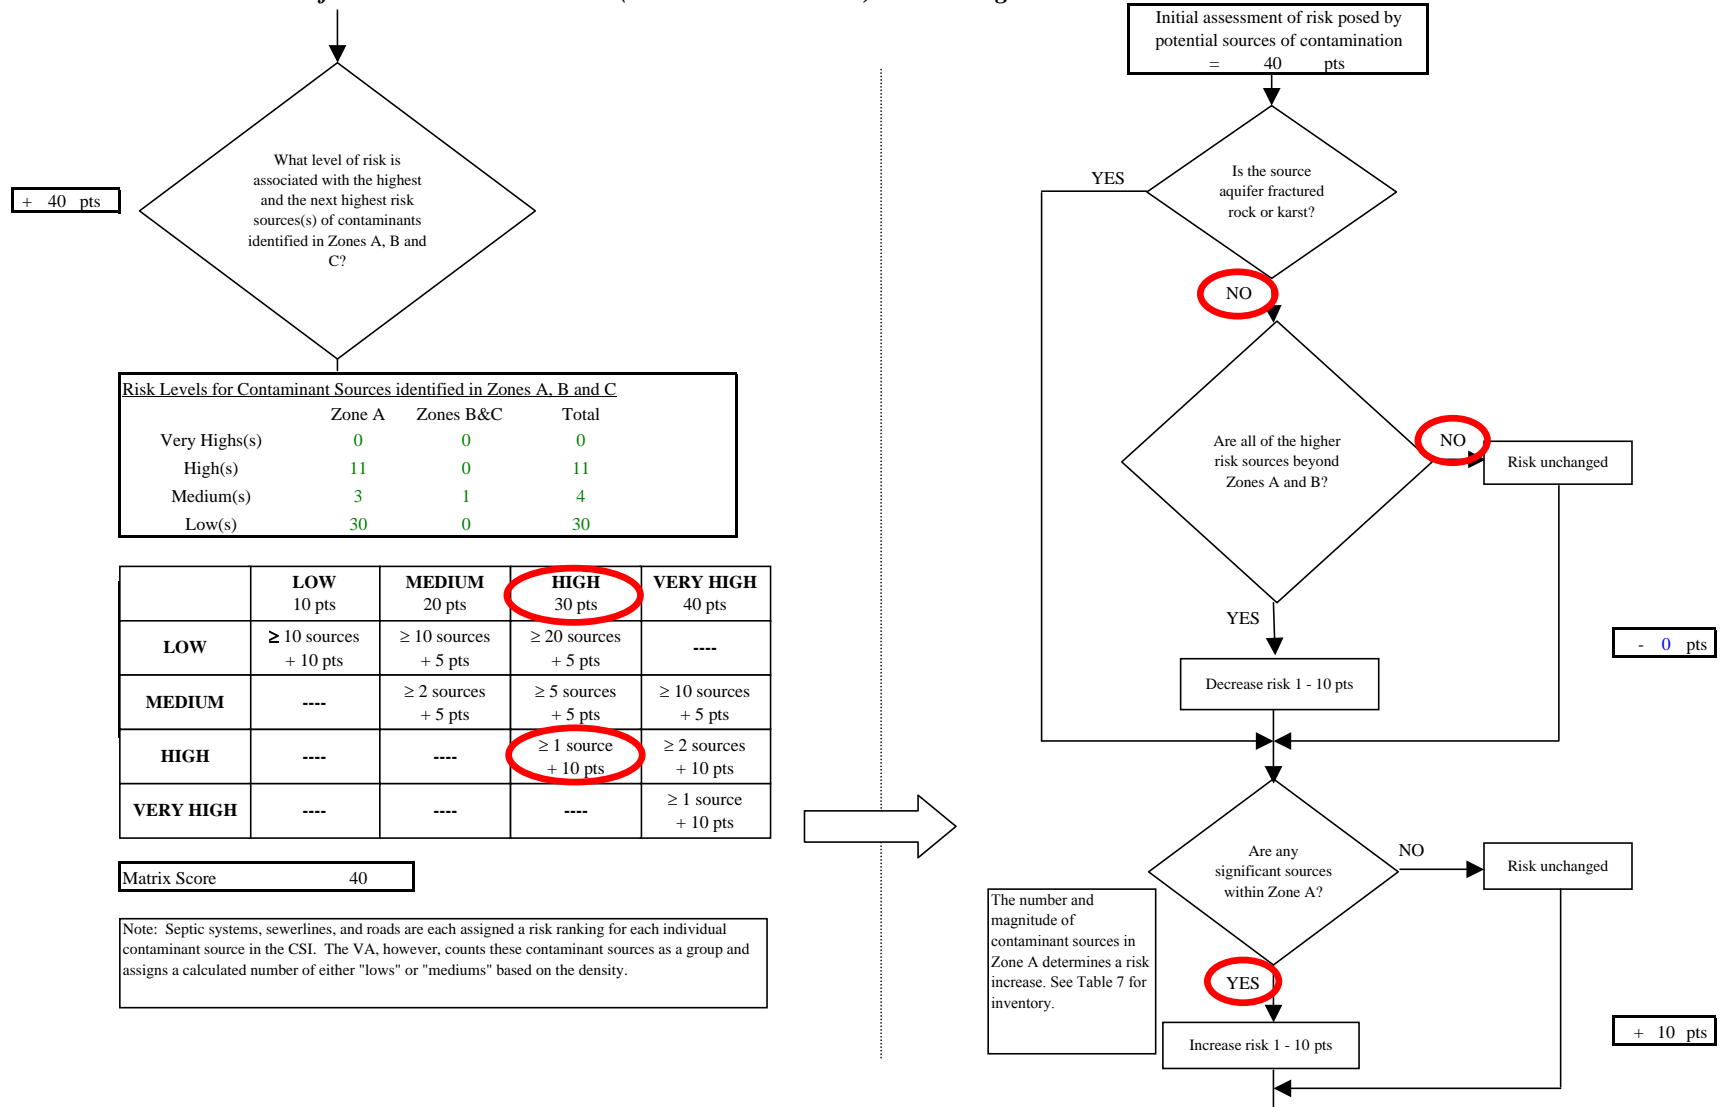 What level of risk is
associated with the highest
and the next highest risk
sources(s) of contaminants
identified in Zones A, B and
C?
+ 40 pts
Risk Levels for Contaminant Sources identified in Zones A, B and C
Zone A Zones B&C Total
Very Highs(s) 0 0 0
High(s) 11 0 11
Medium(s) 3 1 4
Low(s) 30 0 30
LOW MEDIUM HIGH VERY HIGH
10 pts 20 pts 30 pts 40 pts
LOW ≥ 10 sources ≥ 10 sources ≥ 20 sources ----
+ 10 pts + 5 pts + 5 pts
MEDIUM ---- ≥ 2 sources ≥ 5 sources ≥ 10 sources
+ 5 pts + 5 pts + 5 pts
HIGH ---- ---- ≥ 1 source ≥ 2 sources
+ 10 pts + 10 pts
VERY HIGH ---- ---- ---- ≥ 1 source
+ 10 pts
Matrix Score 40
Note: Septic systems, sewerlines, and roads are each assigned a risk ranking for each individual
contaminant source in the CSI. The VA, however, counts these contaminant sources as a group and
assigns a calculated number of either "lows" or "mediums" based on the density.
Initial assessment of risk posed by
potential sources of contamination
= 40 pts
Is the source
aquifer fractured
rock or karst?
YES
NO
Are all of the higher
risk sources beyond
Zones A and B?
NO
Risk unchanged
YES
Decrease risk 1 - 10 pts
- 0 pts
Are any
significant sources
within Zone A?
NO
Risk unchanged
The number and
magnitude of
contaminant sources in
Zone A determines a risk
increase. See Table 7 for
inventory.
YES
Increase risk 1 - 10 pts
+ 10 pts